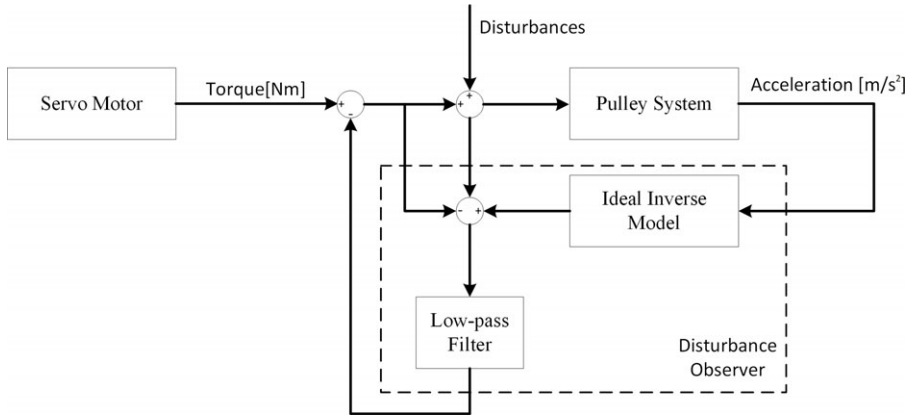 Disturbances
Servo Motor
Torque[Nm]
+
-
+
+
Pulley System
Acceleration [m/s²]
-
+
Ideal Inverse
Model
Low-pass
Filter
Disturbance
Observer